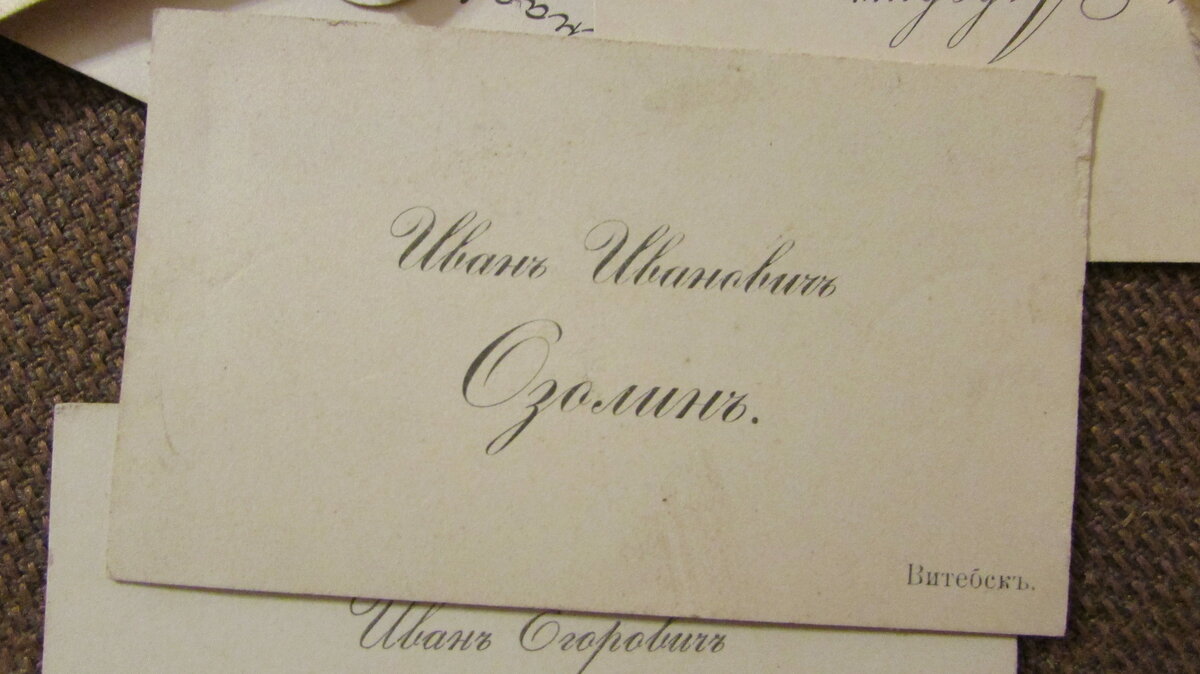 Иванъ Ивановичъ
Озолинъ.
Витебскъ.
Иванъ Егоровичъ